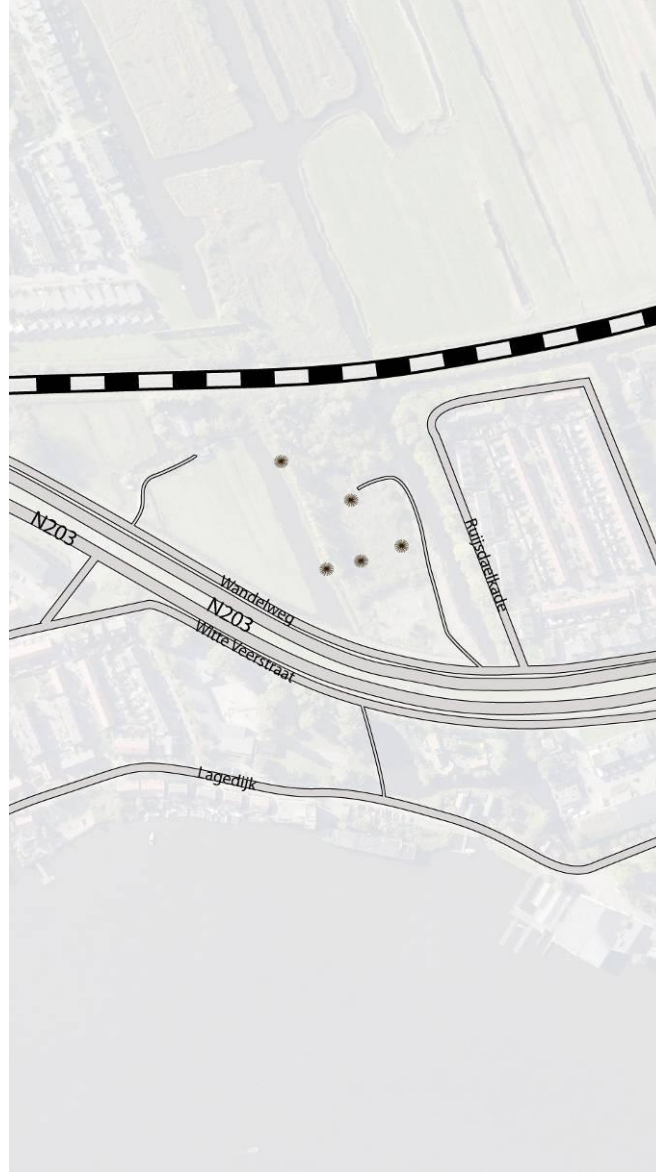 N203
Ruijsdaelkade
Wandelweg
N203
Witte Veerstraat
Lagedijk